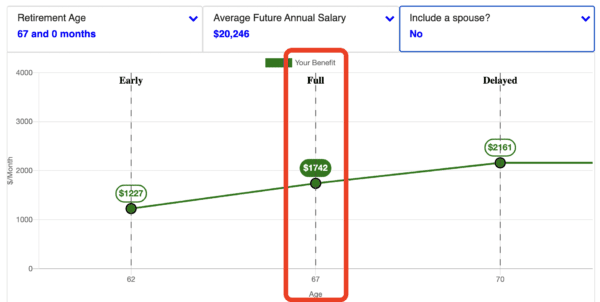 Retirement Age
67 and 0 months
Average Future Annual Salary
$20,246
Include a spouse?
No
Your Benefit
Early
Full
Delayed
4000
3000
2000
1000
0
$/Month
$1227
$1742
$2161
62
67
70
Age